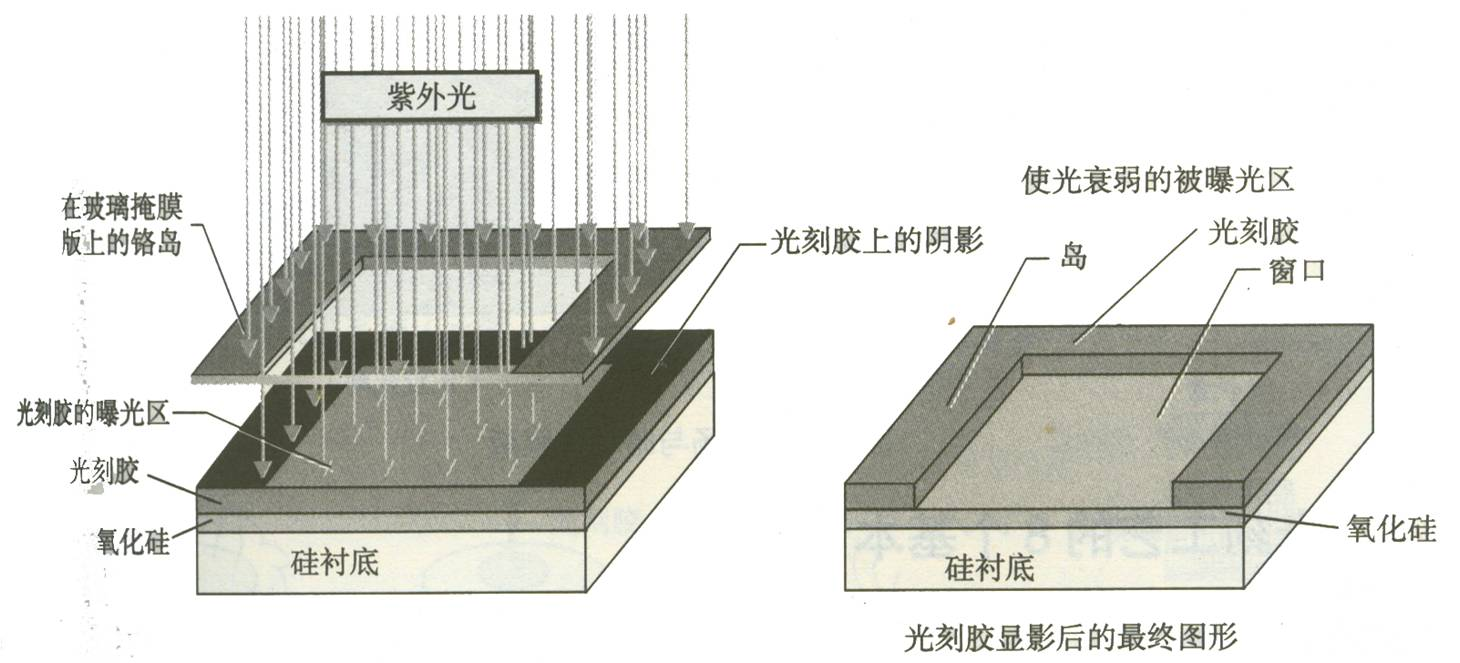 紫外光
在玻璃掩膜
版上的铬岛
光刻胶上的阴影
光刻胶的曝光区
光刻胶
氧化硅
硅衬底
使光衰弱的被曝光区
光刻胶
岛
窗口
氧化硅
硅衬底
光刻胶显影后的最终图形